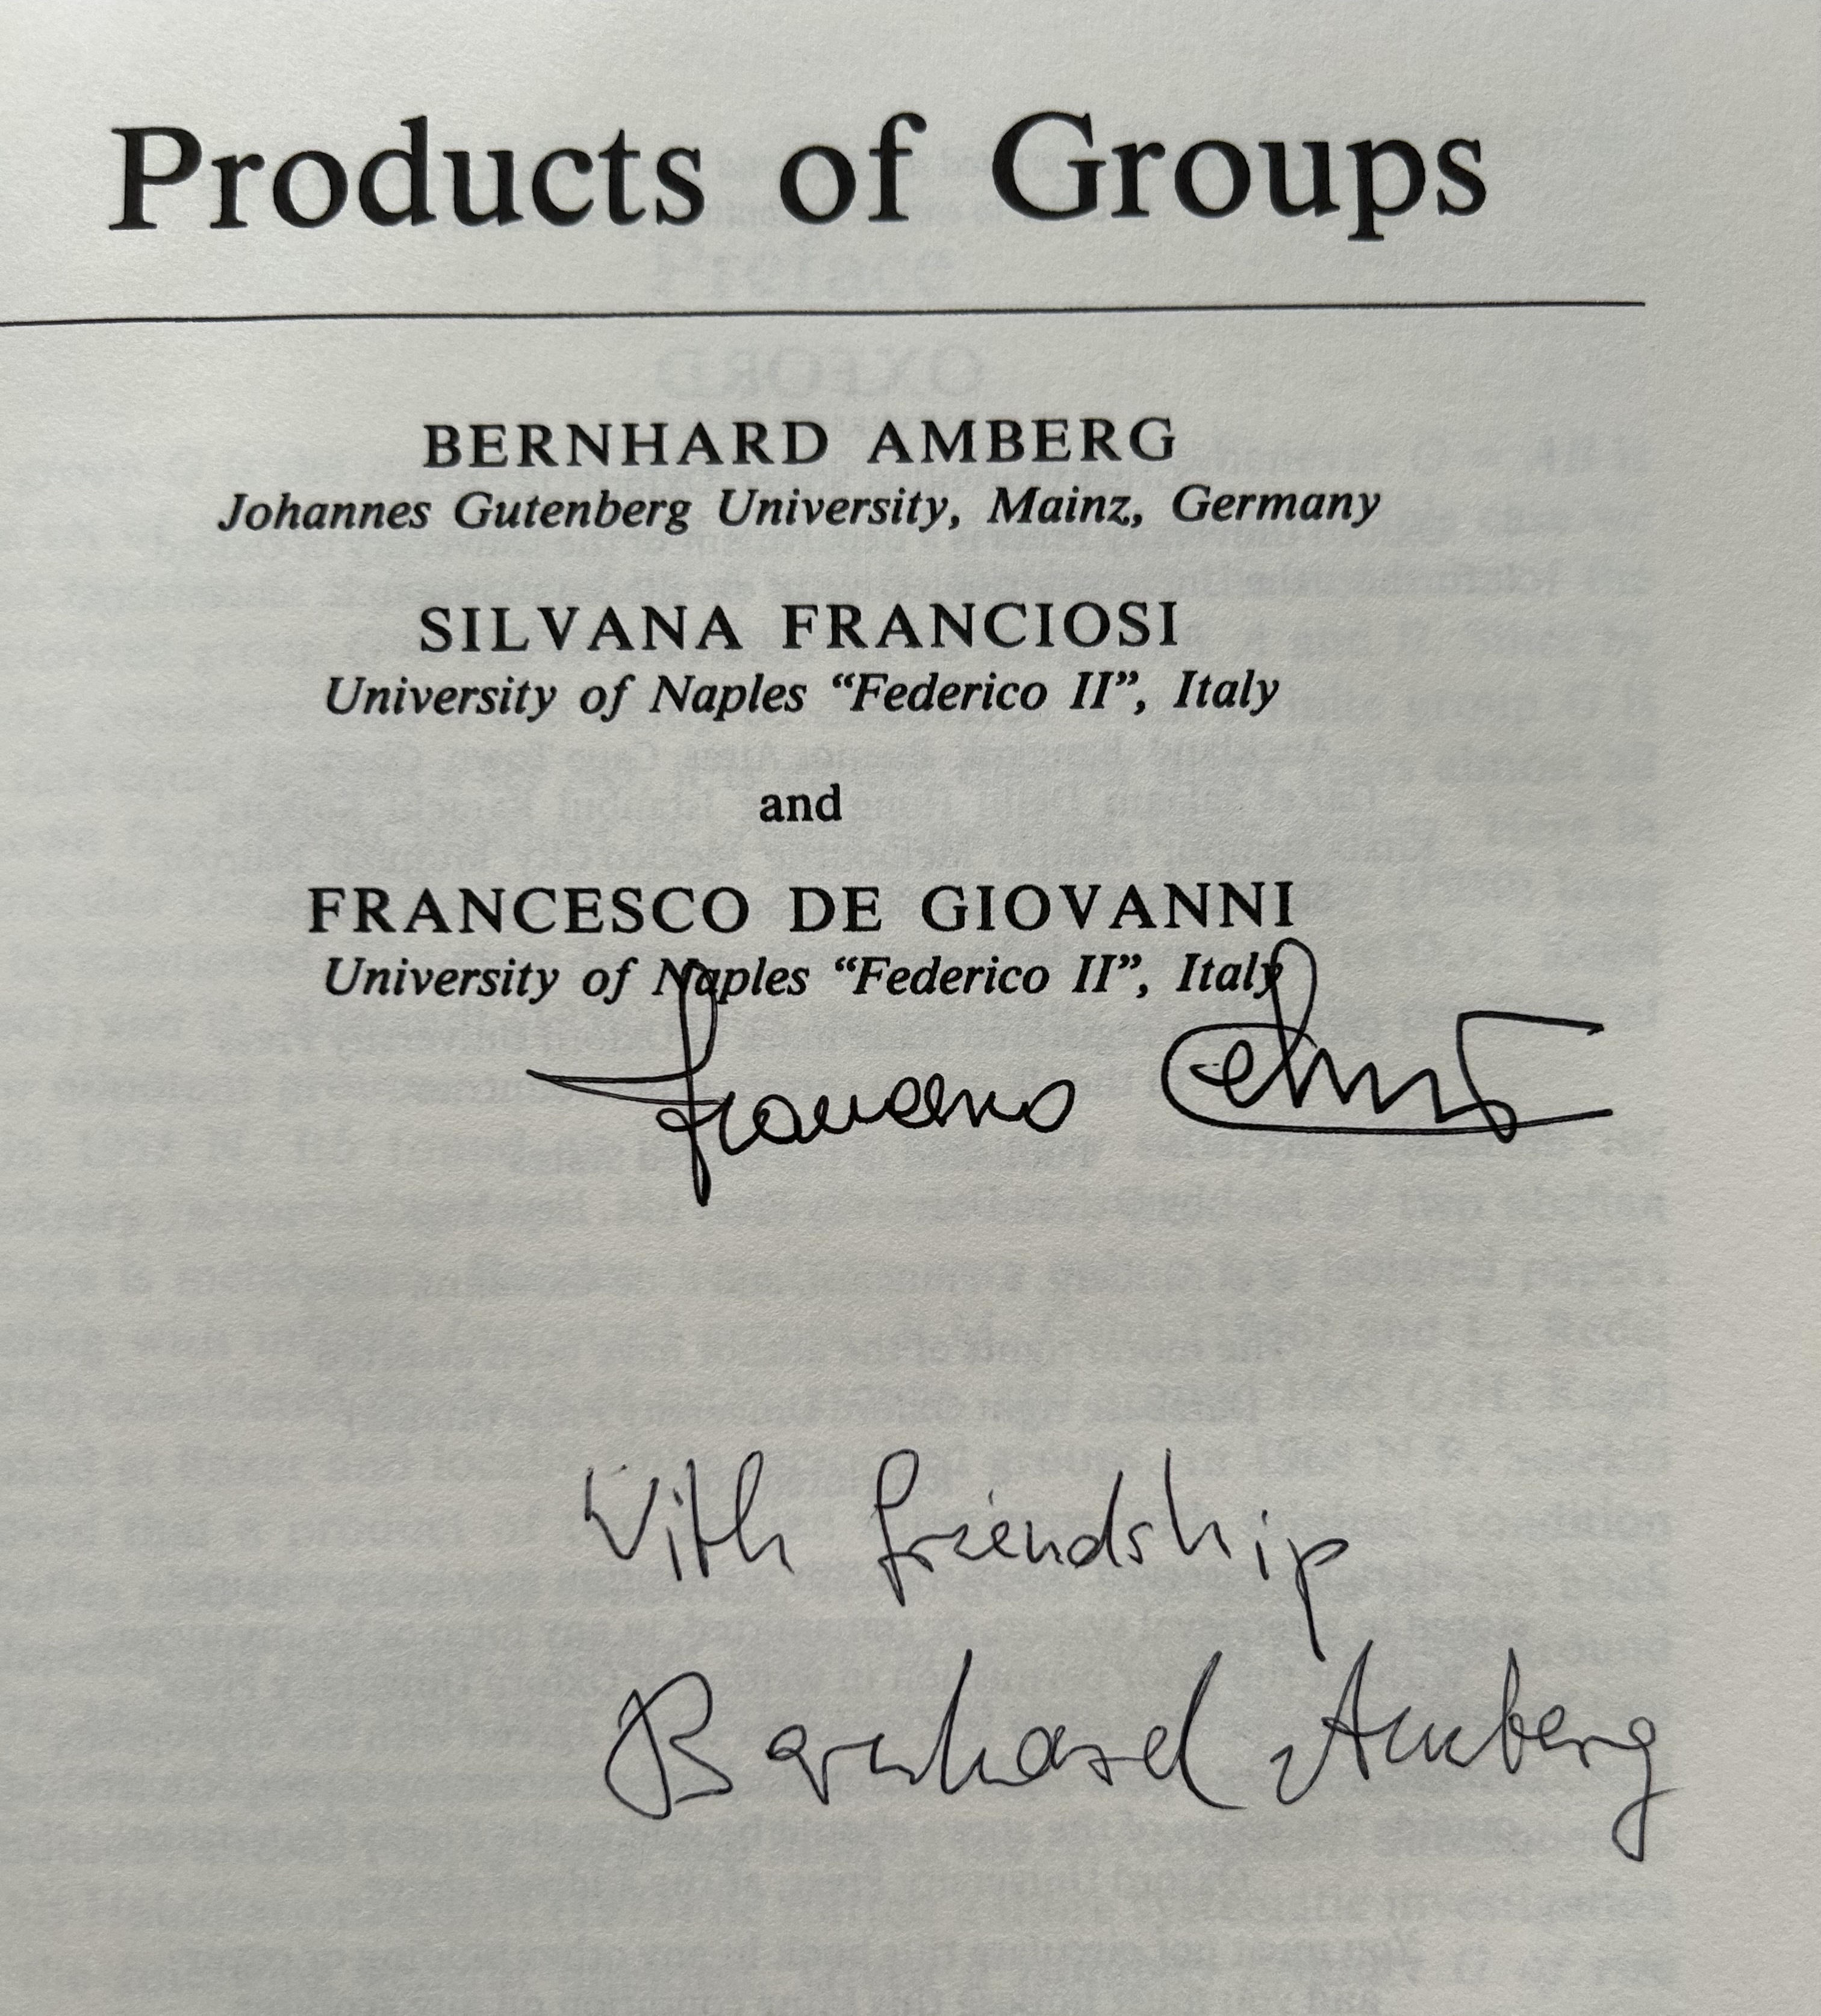 Products of Groups
BERNHARD AMBERG
Johannes Gutenberg University, Mainz, Germany
SILVANA FRANCIOSI
University of Naples “Federico II”, Italy
and
FRANCESCO DE GIOVANNI
University of Naples “Federico II”, Italy
Francesco
With friendship
Bernhard Amberg